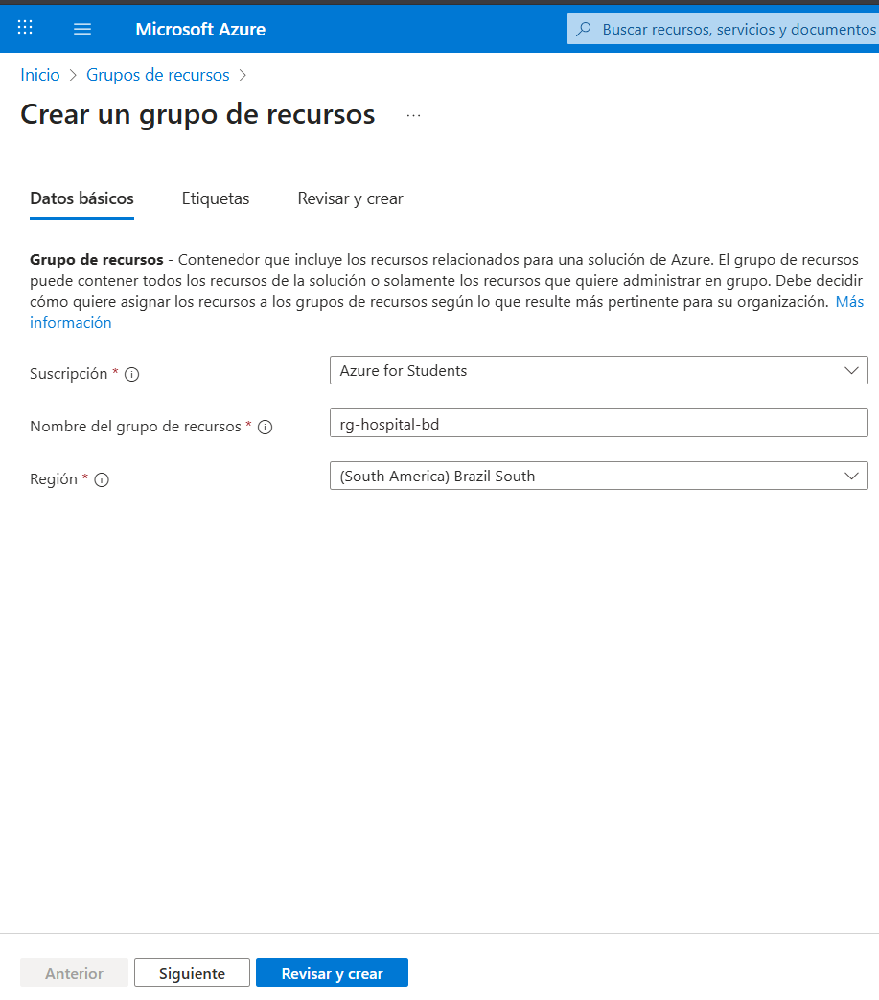 Microsoft Azure
Buscar recursos, servicios y documentos
Inicio > Grupos de recursos >
Crear un grupo de recursos ...
Datos básicos Etiquetas Revisar y crear
Grupo de recursos - Contenedor que incluye los recursos relacionados para una solución de Azure. El grupo de recursos
puede contener todos los recursos de la solución o solamente los recursos que quiere administrar en grupo. Debe decidir
cómo quiere asignar los recursos a los grupos de recursos según lo que resulte más pertinente para su organización. Más
información
Suscripción * Azure for Students
Nombre del grupo de recursos * rg-hospital-bd
Región * (South America) Brazil South
Anterior Siguiente Revisar y crear